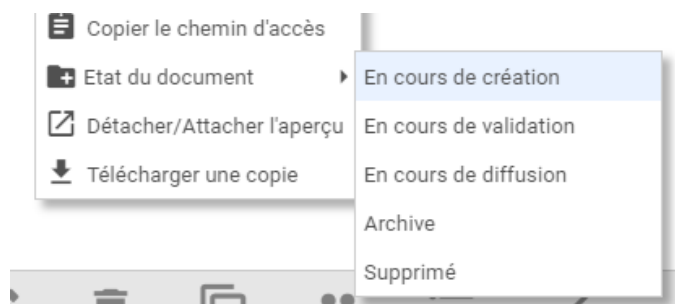 Copier le chemin d'accès
Etat du document
Détacher/Attacher l'aperçu
Télécharger une copie
En cours de création
En cours de validation
En cours de diffusion
Archive
Supprimé